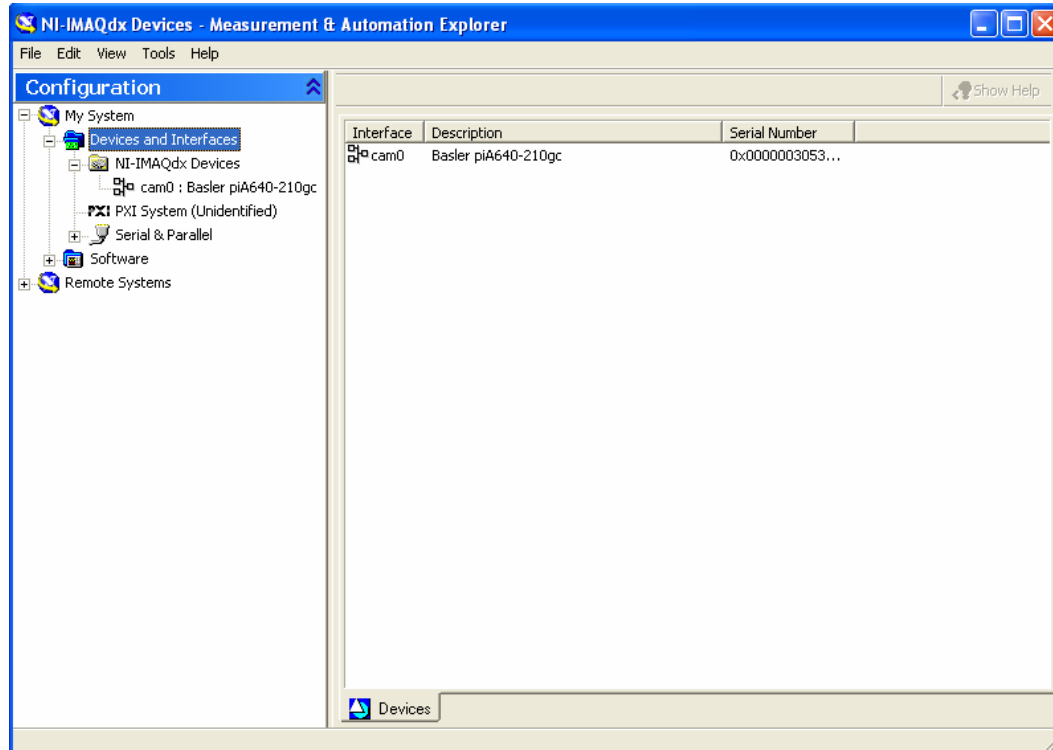 NI-IMAQdx Devices - Measurement & Automation Explorer
File Edit View Tools Help
Configuration
Show Help
My System
Devices and Interfaces
NI-IMAQdx Devices
cam0 : Basler piA640-210gc
PXI PXI System (Unidentified)
Serial & Parallel
Software
Remote Systems
Interface Description Serial Number
cam0 Basler piA640-210gc 0x0000003053...
Devices